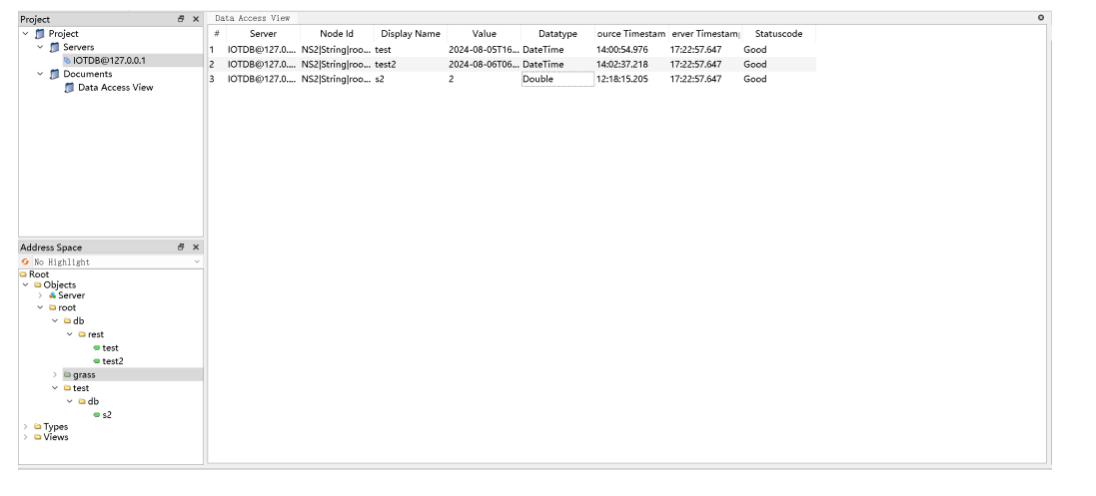 Project
Project
Servers
IOTDB@127.0.0.1
Documents
Data Access View
Address Space
No Highlight
Root
Objects
Server
root
db
rest
test
test2
grass
test
db
s2
Types
Views
Data Access View
# Server Node Id Display Name Value Datatype ource Timestam erver Timestam Statuscode
1 IOTDB@127.0.... NS2|String|roo... test 2024-08-05T16... DateTime 14:00:54.976 17:22:57.647 Good
2 IOTDB@127.0.... NS2|String|roo... test2 2024-08-06T06... DateTime 14:02:37.218 17:22:57.647 Good
3 IOTDB@127.0.... NS2|String|roo... s2 2 Double 12:18:15.205 17:22:57.647 Good